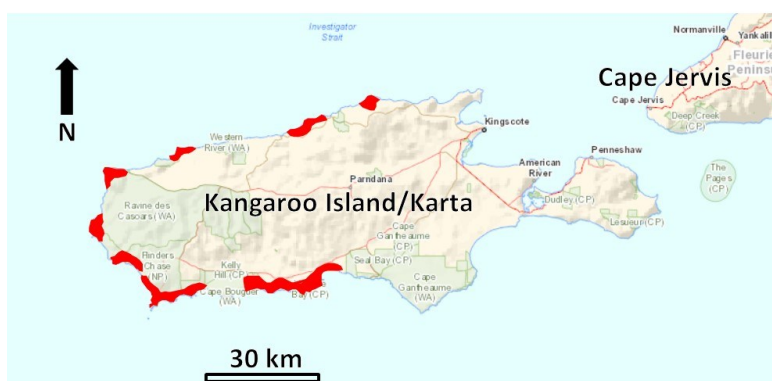 Investigator
Strait
Normanville
Yankalil
Fleurie
Peninsu
Cape Jervis
Cape Jervis
Deep Creek
(CP)
N
Kingscote
Western
River (WA)
American
River
Penneshaw
The
Pages
(CP)
Parndana
Ravine des
Casoars (WA)
Kangaroo Island/Karta
Dudley (CP)
Lesueur (CP)
Cape
Gantheaume
(CP)
Seal Bay (CP)
Kelly
Hill (CP)
Chase
(NP)
Cape Bouguer
(WA)
Bay (CP)
Cape
Gantheaume
(WA)
30 km